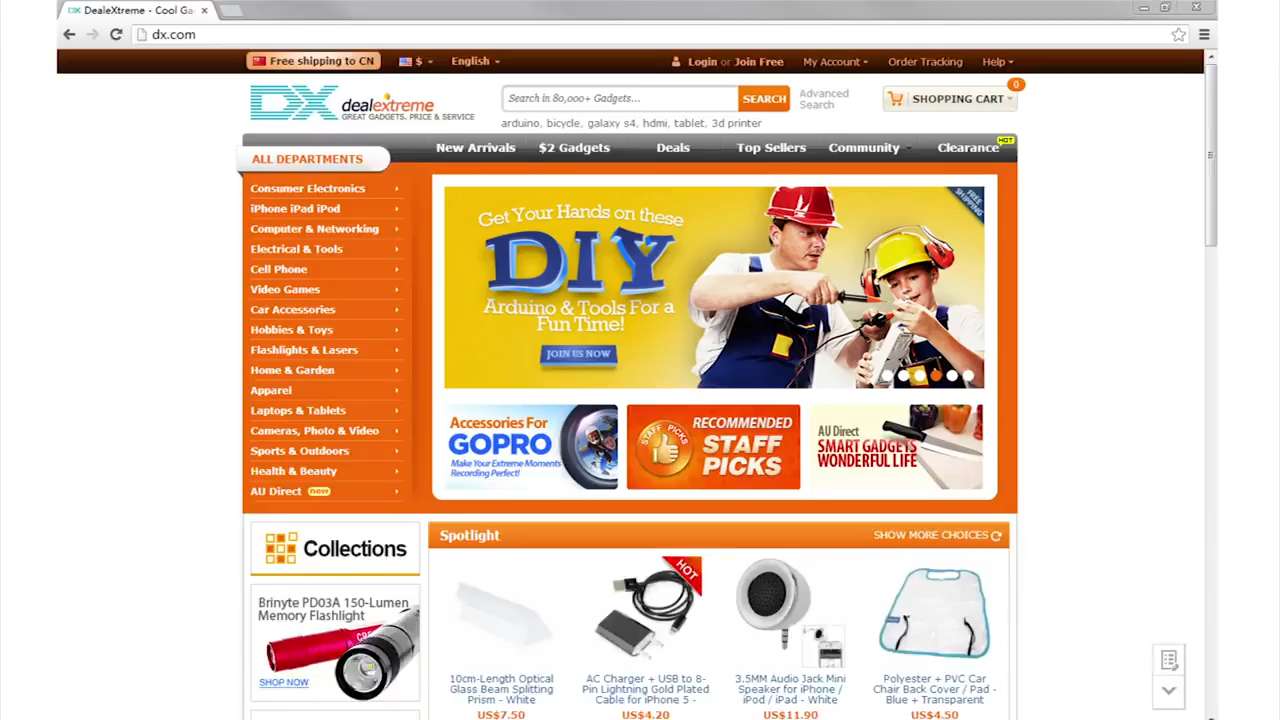 DealeXtreme - Cool Ga
dx.com
Free shipping to CN
$
English
Login or Join Free
My Account
Order Tracking
Help
DX dealextreme
GREAT GADGETS. PRICE & SERVICE
Search in 80,000+ Gadgets...
SEARCH
Advanced
Search
0
SHOPPING CART
arduino, bicycle, galaxy s4, hdmi, tablet, 3d printer
ALL DEPARTMENTS
New Arrivals
$2 Gadgets
Deals
Top Sellers
Community
Clearance
HOT
Consumer Electronics
iPhone iPad iPod
Computer & Networking
Electrical & Tools
Cell Phone
Video Games
Car Accessories
Hobbies & Toys
Flashlights & Lasers
Home & Garden
Apparel
Laptops & Tablets
Cameras, Photo & Video
Sports & Outdoors
Health & Beauty
AU Direct new
Get Your Hands on these
DIY
Arduino & Tools For a
Fun Time!
JOIN US NOW
FREE
SHIPPING
Accessories For
GOPRO
Make Your Extreme Moments
Recording Perfect!
STAFF PICKS
RECOMMENDED
STAFF
PICKS
AU Direct
SMART GADGETS
WONDERFUL LIFE
Collections
Brinyte PD03A 150-Lumen
Memory Flashlight
SHOP NOW
Spotlight
SHOW MORE CHOICES
HOT
10cm-Length Optical
Glass Beam Splitting
Prism - White
US$7.50
AC Charger + USB to 8-
Pin Lightning Gold Plated
Cable for iPhone 5 -
US$4.20
3.5MM Audio Jack Mini
Speaker for iPhone /
iPod / iPad - White
US$11.90
Polyester + PVC Car
Chair Back Cover / Pad -
Blue + Transparent
US$4.50